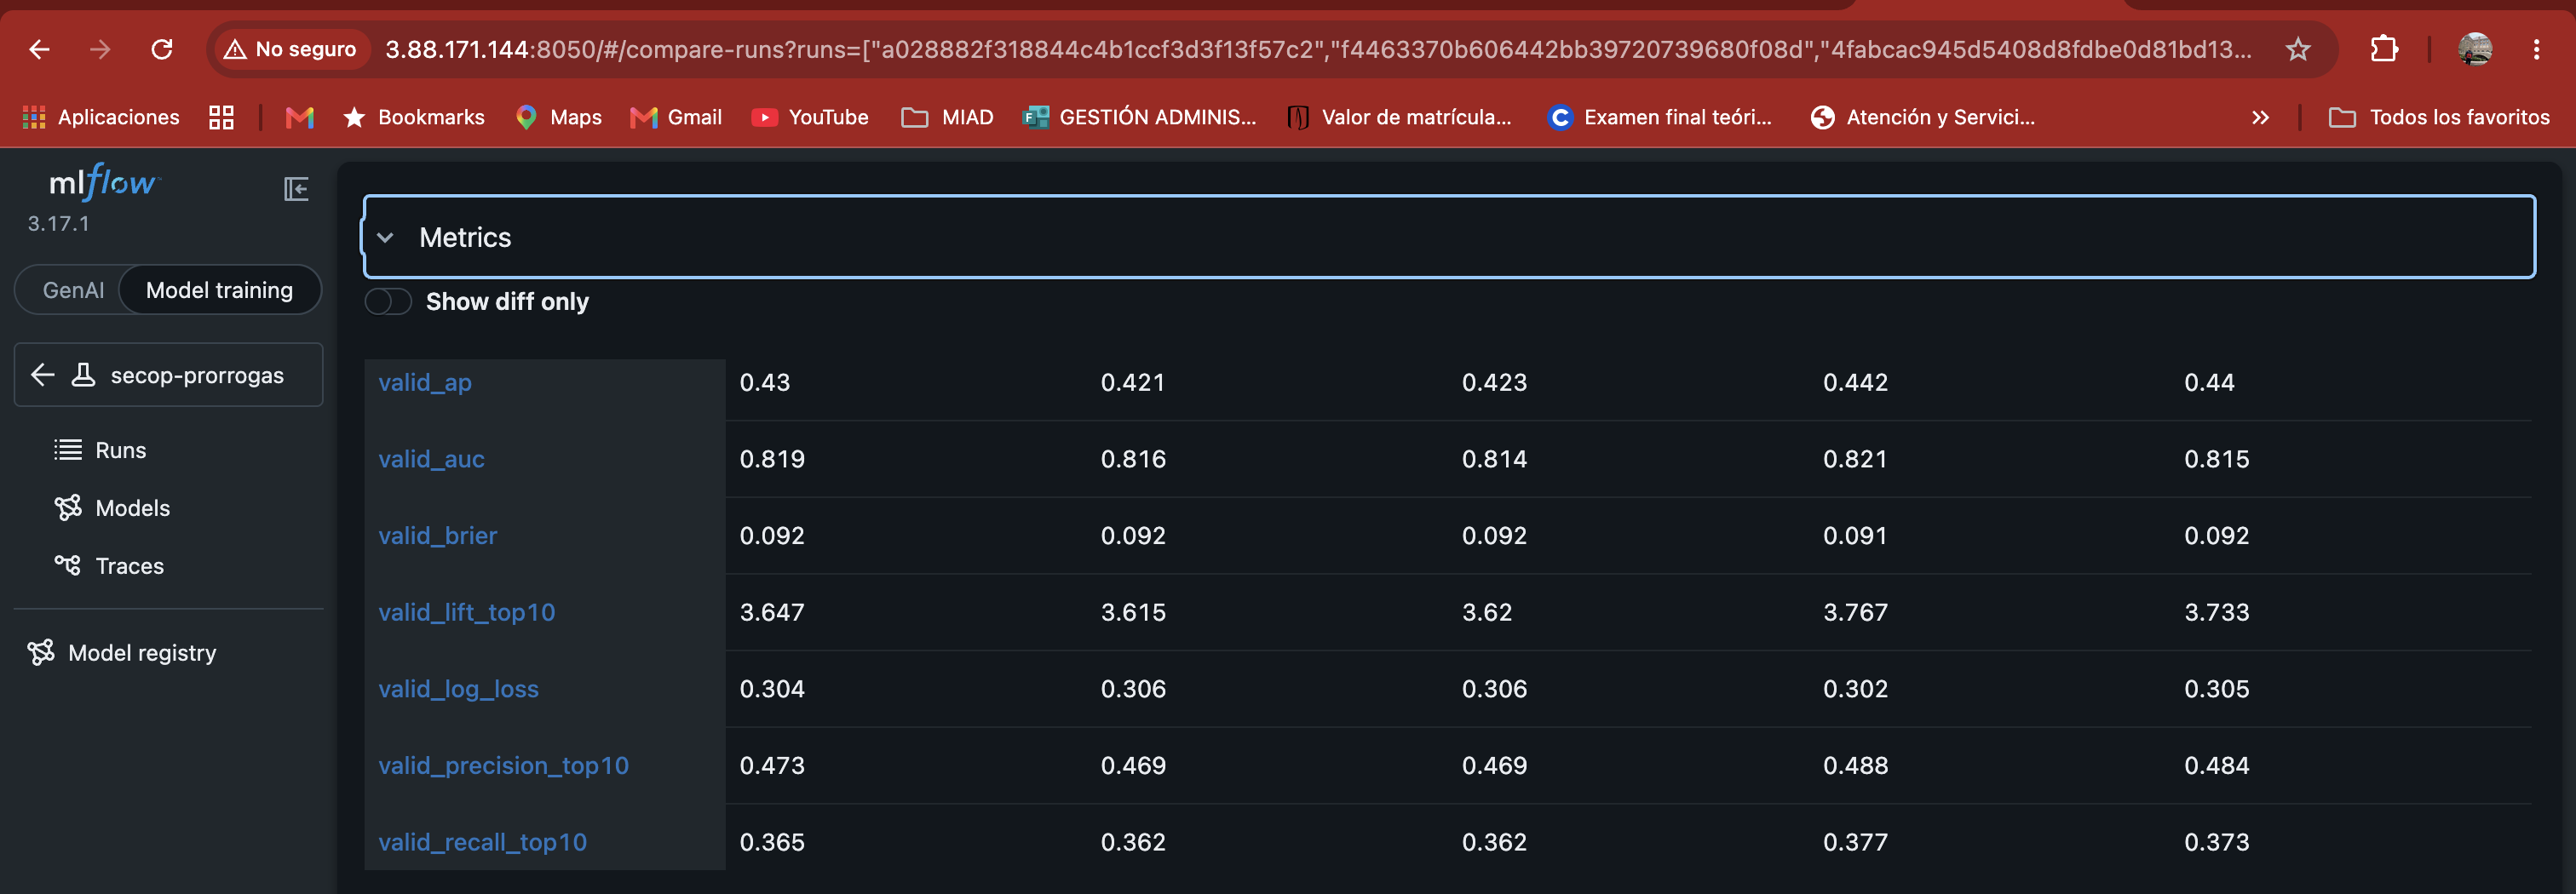 No seguro 3.88.171.144:8050/#/compare-runs?runs=["a028882f318844c4b1ccf3d3f13f57c2","f4463370b606442bb39720739680f08d","4fabcac945d5408d8fdbe0d81bd13...
Aplicaciones Bookmarks Maps Gmail YouTube MIAD GESTIÓN ADMINIS... Valor de matrícula... Examen final teóri... Atención y Servici... » Todos los favoritos
mlflow
3.17.1
GenAI Model training
secop-prorrogas
Runs
Models
Traces
Model registry
Metrics
Show diff only
valid_ap 0.43 0.421 0.423 0.442 0.44
valid_auc 0.819 0.816 0.814 0.821 0.815
valid_brier 0.092 0.092 0.092 0.091 0.092
valid_lift_top10 3.647 3.615 3.62 3.767 3.733
valid_log_loss 0.304 0.306 0.306 0.302 0.305
valid_precision_top10 0.473 0.469 0.469 0.488 0.484
valid_recall_top10 0.365 0.362 0.362 0.377 0.373